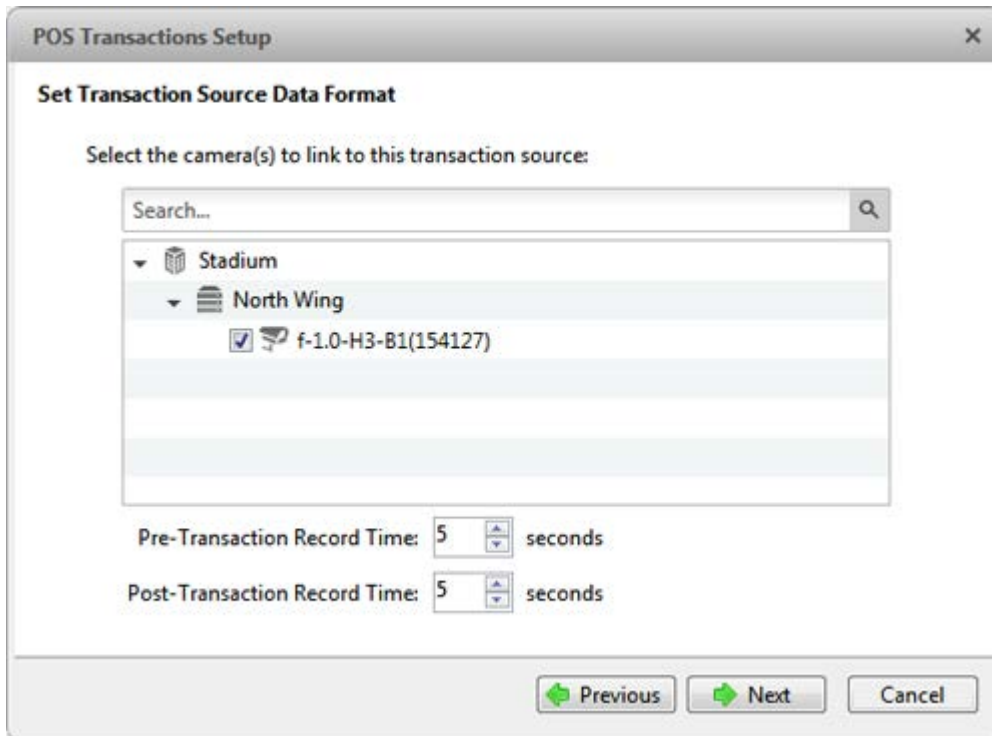 POS Transactions Setup
Set Transaction Source Data Format
Select the camera(s) to link to this transaction source:
Search...
Stadium
North Wing
f-1.0-H3-B1(154127)
Pre-Transaction Record Time: 5 seconds
Post-Transaction Record Time: 5 seconds
Previous Next Cancel